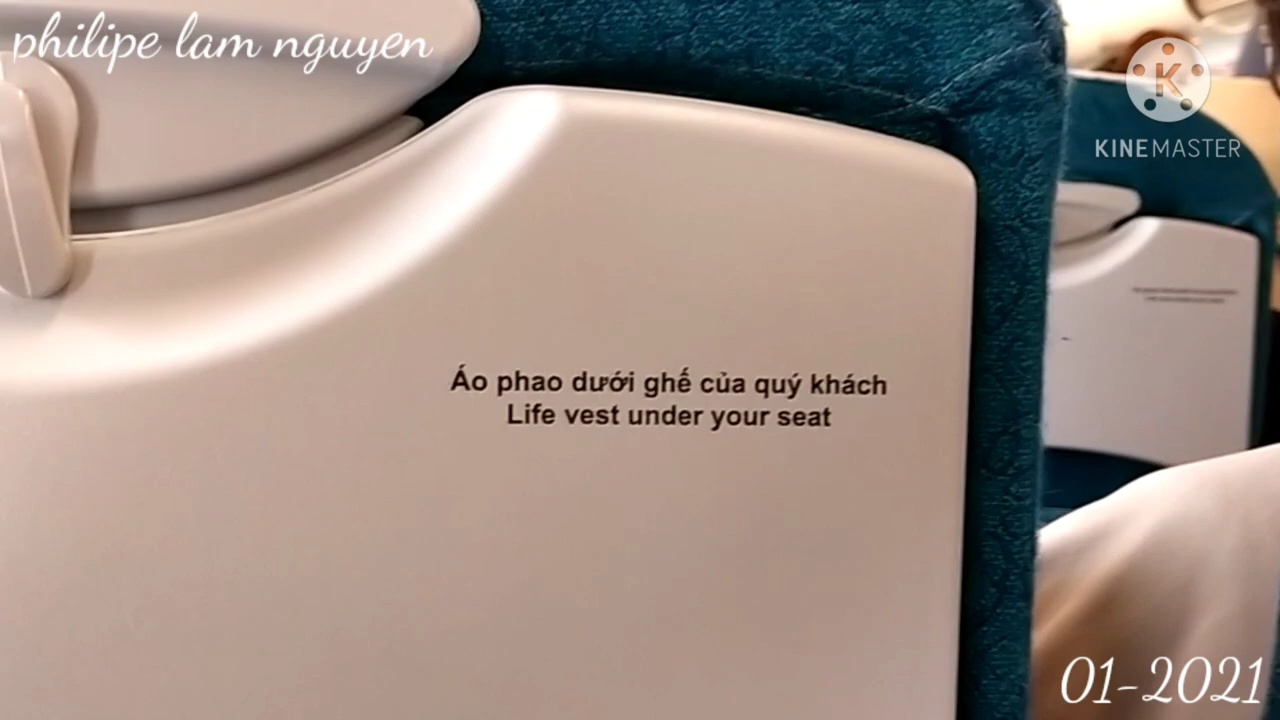 philipe lam nguyen
KINEMASTER
Áo phao dưới ghế của quý khách
Life vest under your seat
01-2021